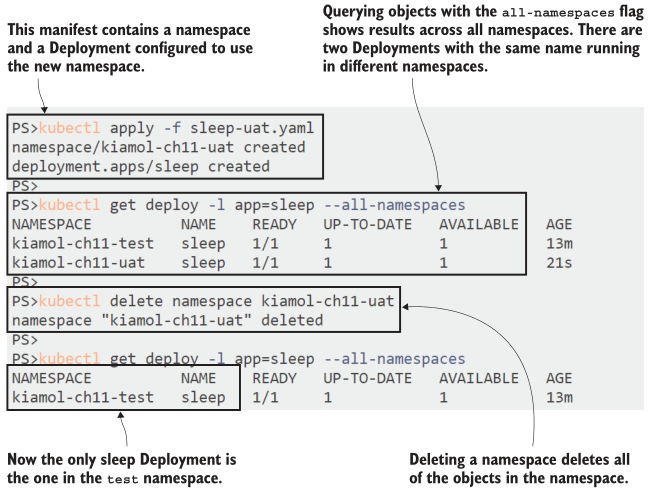 This manifest contains a namespace
and a Deployment configured to use
the new namespace.
Querying objects with the all-namespaces flag
shows results across all namespaces. There are
two Deployments with the same name running
in different namespaces.
PS>kubectl apply -f sleep-uat.yaml
namespace/kiamol-ch11-uat created
deployment.apps/sleep created
PS>
PS>kubectl get deploy -l app=sleep --all-namespaces
NAMESPACE NAME READY UP-TO-DATE AVAILABLE AGE
kiamol-ch11-test sleep 1/1 1 1 13m
kiamol-ch11-uat sleep 1/1 1 1 21s
PS>
PS>kubectl delete namespace kiamol-ch11-uat
namespace "kiamol-ch11-uat" deleted
PS>
PS>kubectl get deploy -l app=sleep --all-namespaces
NAMESPACE NAME READY UP-TO-DATE AVAILABLE AGE
kiamol-ch11-test sleep 1/1 1 1 13m
Now the only sleep Deployment is
the one in the test namespace.
Deleting a namespace deletes all
of the objects in the namespace.